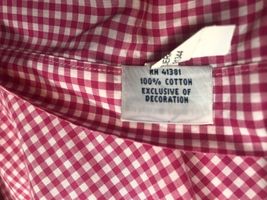 RN 41381
100% COTTON
EXCLUSIVE OF
DECORATION